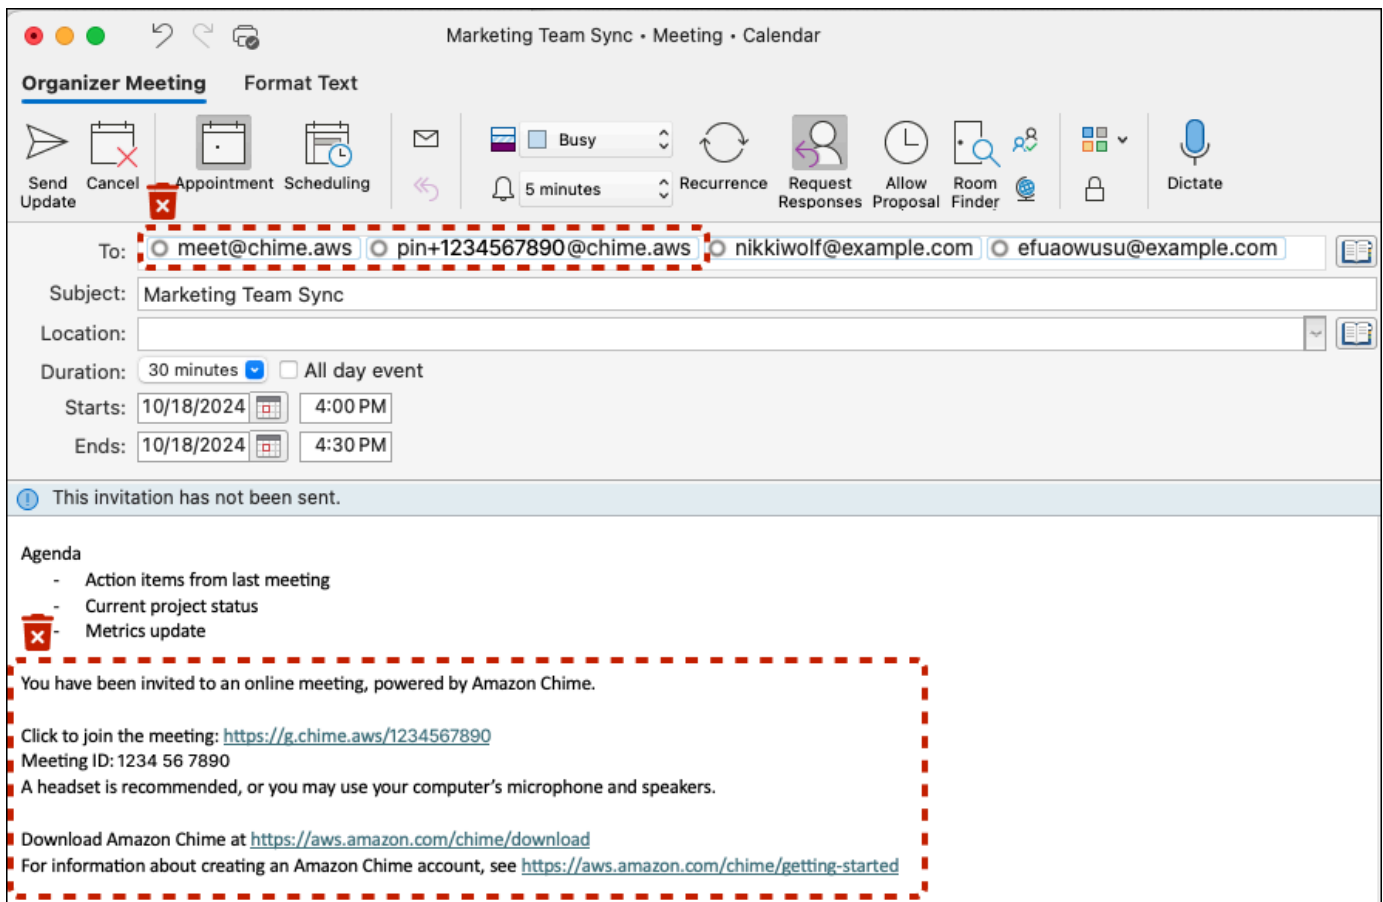 Marketing Team Sync • Meeting • Calendar
Organizer Meeting Format Text
Busy
5 minutes
Send Update Cancel Appointment Scheduling Recurrence Request Responses Allow Proposal Room Finder Dictate
To: meet@chime.aws pin+1234567890@chime.aws nikkiwolf@example.com efuaowusu@example.com
Subject: Marketing Team Sync
Location:
Duration: 30 minutes All day event
Starts: 10/18/2024 4:00 PM
Ends: 10/18/2024 4:30 PM
This invitation has not been sent.
Agenda
- Action items from last meeting
- Current project status
- Metrics update
You have been invited to an online meeting, powered by Amazon Chime.
Click to join the meeting: https://g.chime.aws/1234567890
Meeting ID: 1234 56 7890
A headset is recommended, or you may use your computer's microphone and speakers.
Download Amazon Chime at https://aws.amazon.com/chime/download
For information about creating an Amazon Chime account, see https://aws.amazon.com/chime/getting-started